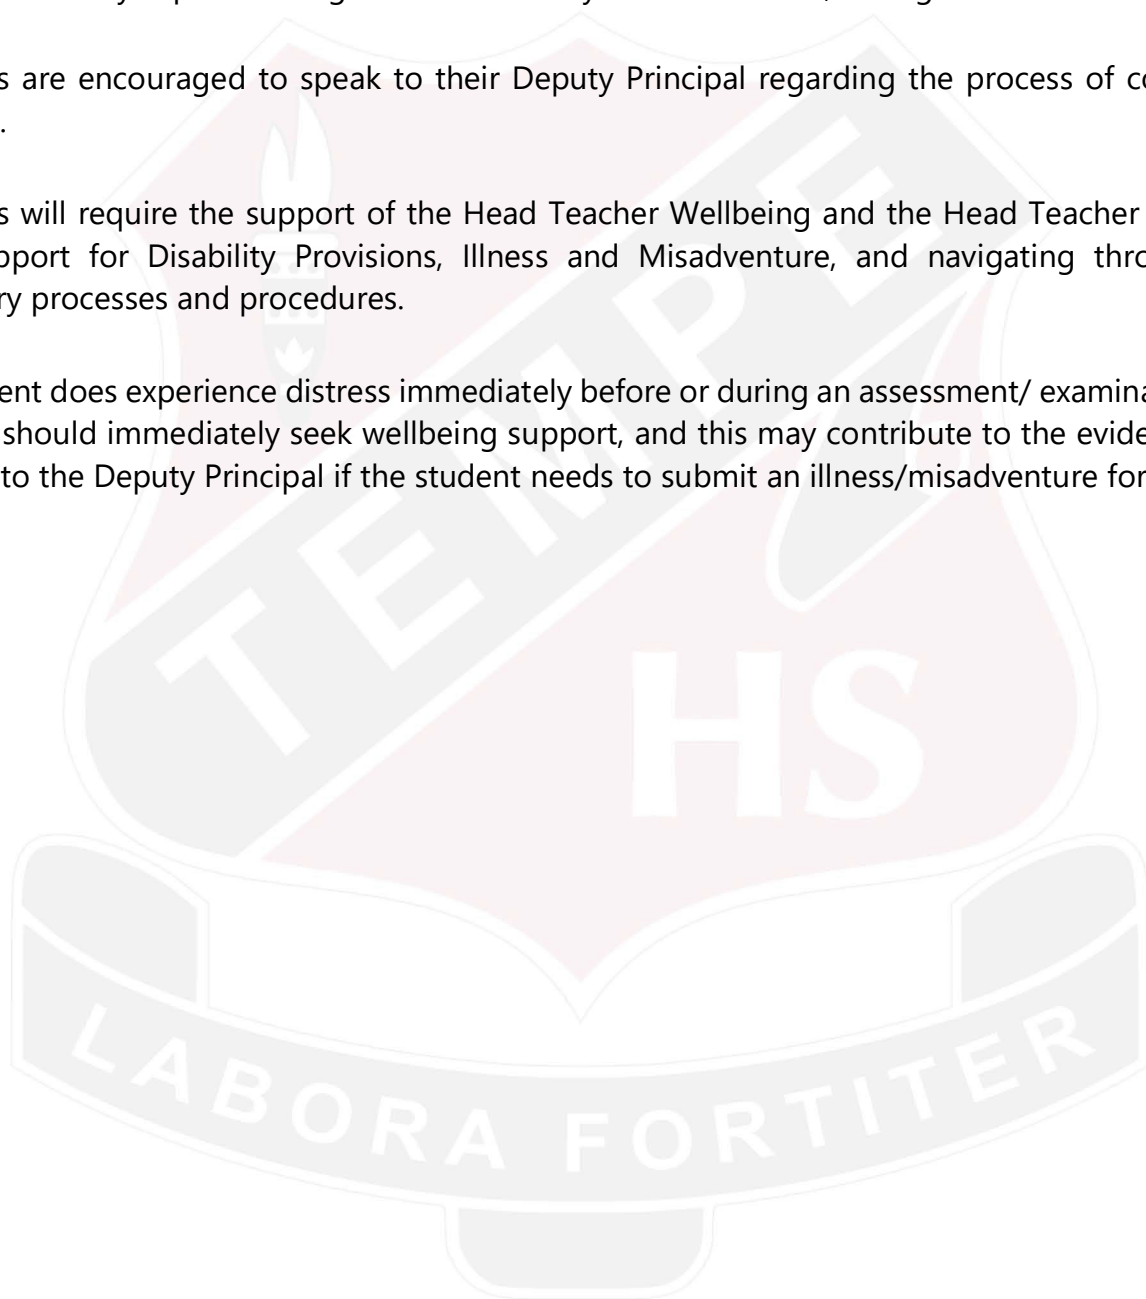 s are encouraged to speak to their Deputy Principal regarding the process of co
.
s will require the support of the Head Teacher Wellbeing and the Head Teacher
pport for Disability Provisions, Illness and Misadventure, and navigating thro
ry processes and procedures.
ent does experience distress immediately before or during an assessment/ examina
should immediately seek wellbeing support, and this may contribute to the evide
to the Deputy Principal if the student needs to submit an illness/misadventure for
TEMPE
HS
LABORA FORTITER